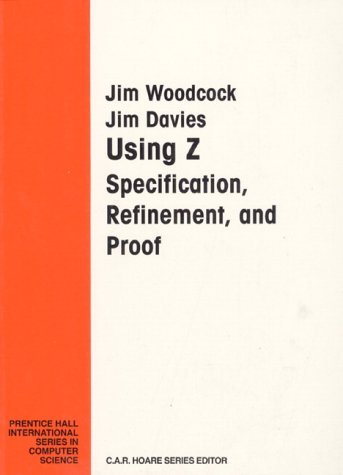 Jim Woodcock
Jim Davies
Using Z
Specification,
Refinement, and
Proof
PRENTICE HALL
INTERNATIONAL
SERIES IN
COMPUTER
SCIENCE
C.A.R. HOARE SERIES EDITOR